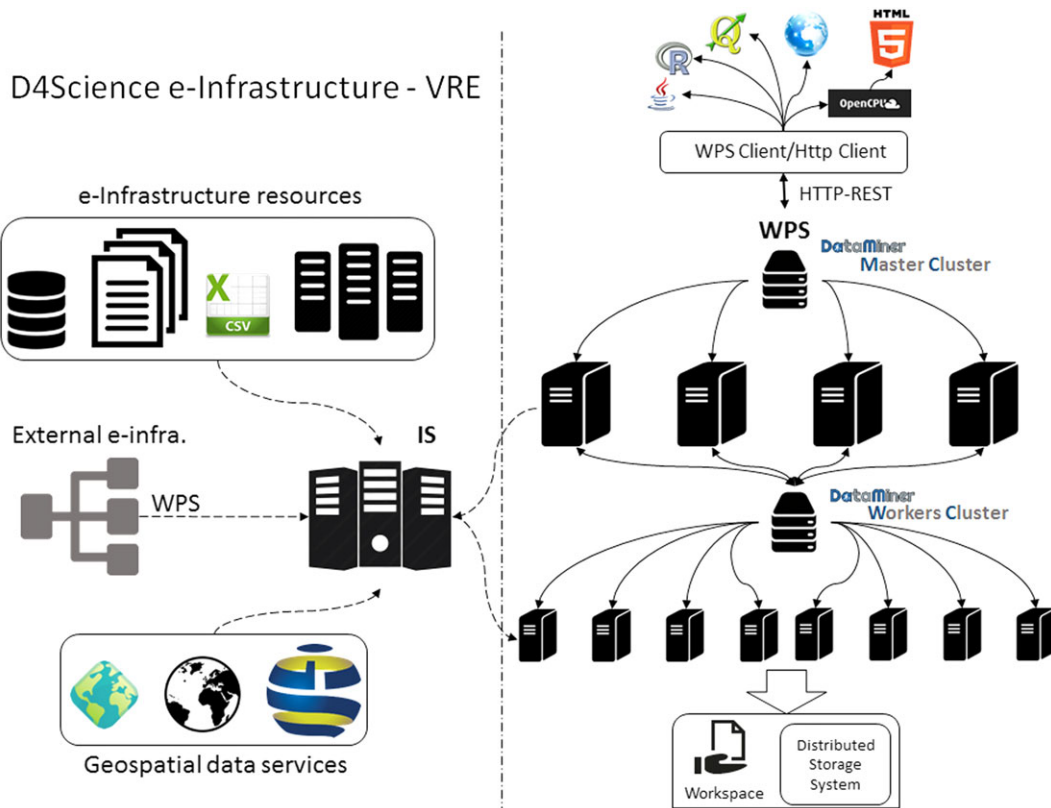 D4Science e-Infrastructure - VRE
e-Infrastructure resources
X
CSV
External e-infra.
WPS
IS
Geospatial data services
R
Q
HTML
5
OpenCPU
WPS Client/Http Client
HTTP-REST
WPS
DataMiner
Master Cluster
DataMiner
Workers Cluster
Workspace
Distributed
Storage
System